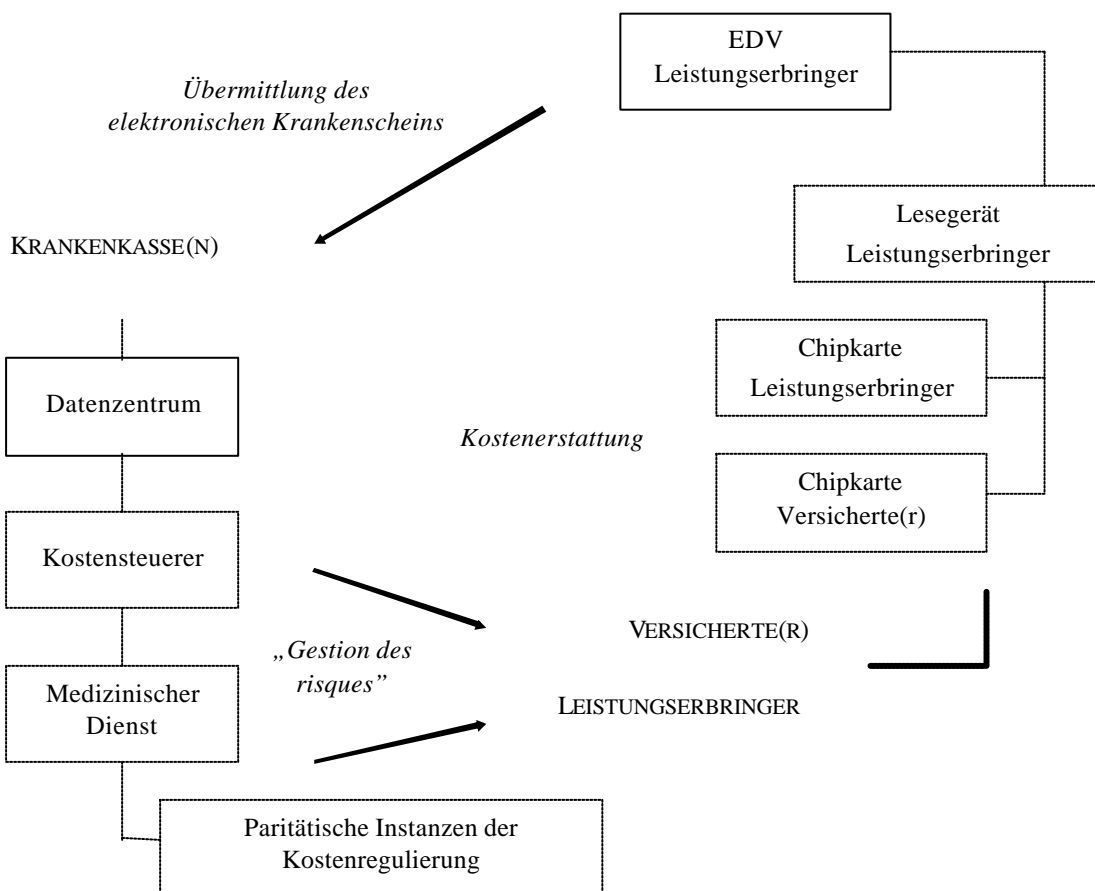 EDV
Leistungserbringer
Übermittlung des
elektronischen Krankenscheins
Lesegerät
Leistungserbringer
KRANKENKASSE(N)
Chipkarte
Leistungserbringer
Datenzentrum
Kostenerstattung
Chipkarte
Versicherte(r)
Kostensteuerer
VERSICHERTE(R)
„Gestion des
risques”
Medizinischer
Dienst
LEISTUNGSERBRINGER
Paritätische Instanzen der
Kostenregulierung